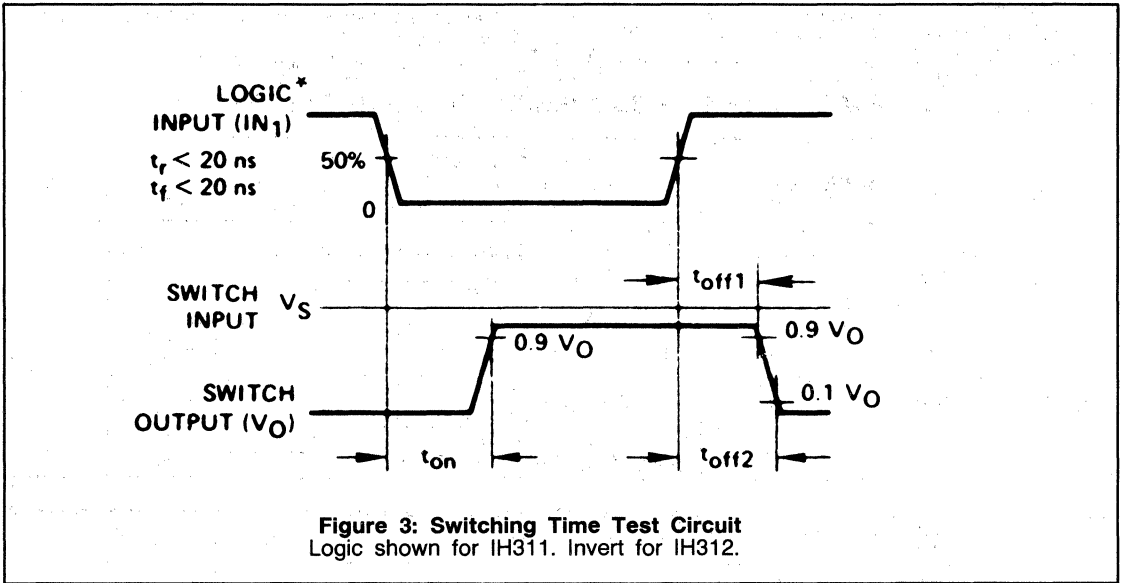 LOGIC*
INPUT (IN1)
tr < 20 ns
tf < 20 ns
50%
0
toff1
SWITCH
INPUT
VS
0.9 VO
0.9 VO
SWITCH
OUTPUT (VO)
0.1 VO
ton
toff2
Figure 3: Switching Time Test Circuit
Logic shown for IH311. Invert for IH312.